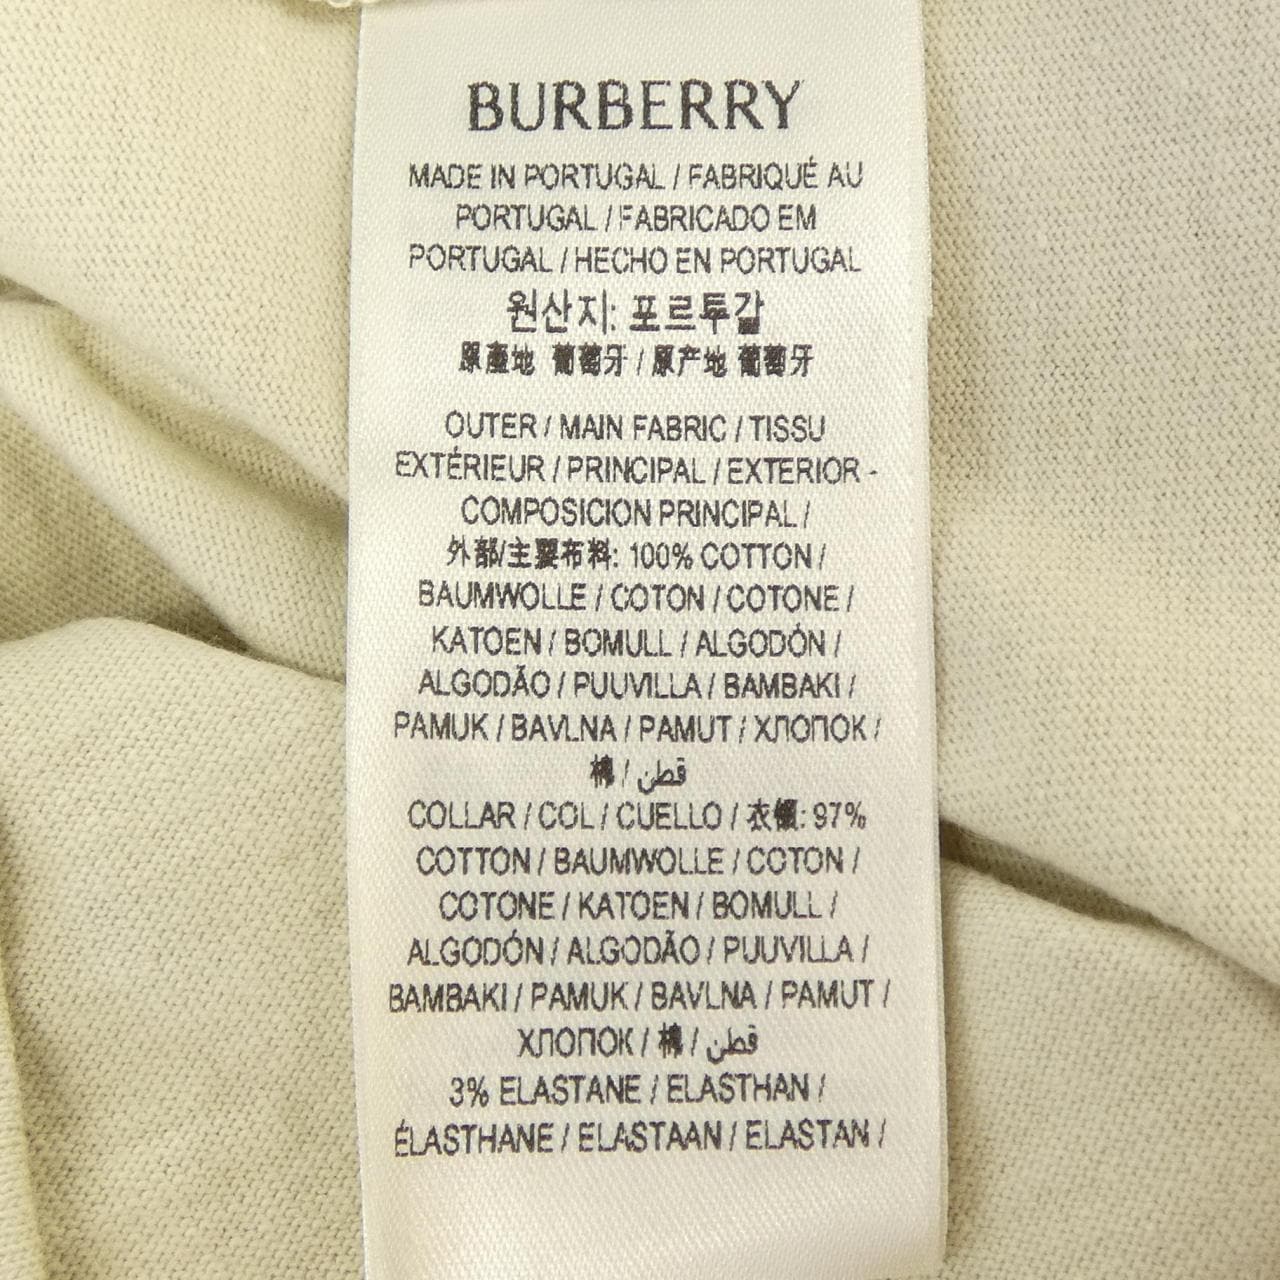 BURBERRY
MADE IN PORTUGAL / FABRIQUÉ AU
PORTUGAL / FABRICADO EM
PORTUGAL / HECHO EN PORTUGAL
원산지: 포르투갈
原產地 葡萄牙 / 原产地 葡萄牙
OUTER / MAIN FABRIC / TISSU
EXTÉRIEUR / PRINCIPAL / EXTERIOR -
COMPOSICION PRINCIPAL /
外部/主要布料: 100% COTTON /
BAUMWOLLE / COTON / COTONE /
KATOEN / BOMULL / ALGODÓN /
ALGODÃO / PUUVILLA / BAMBAKI /
PAMUK / BAVLNA / PAMUT / ХЛОПОК /
棉 / قطن
COLLAR / COL / CUELLO / 衣領: 97%
COTTON / BAUMWOLLE / COTON /
COTONE / KATOEN / BOMULL /
ALGODÓN / ALGODÃO / PUUVILLA /
BAMBAKI / PAMUK / BAVLNA / PAMUT /
ХЛОПОК / 棉 / قطن
3% ELASTANE / ELASTHAN /
ÉLASTHANE / ELASTAAN / ELASTAN /